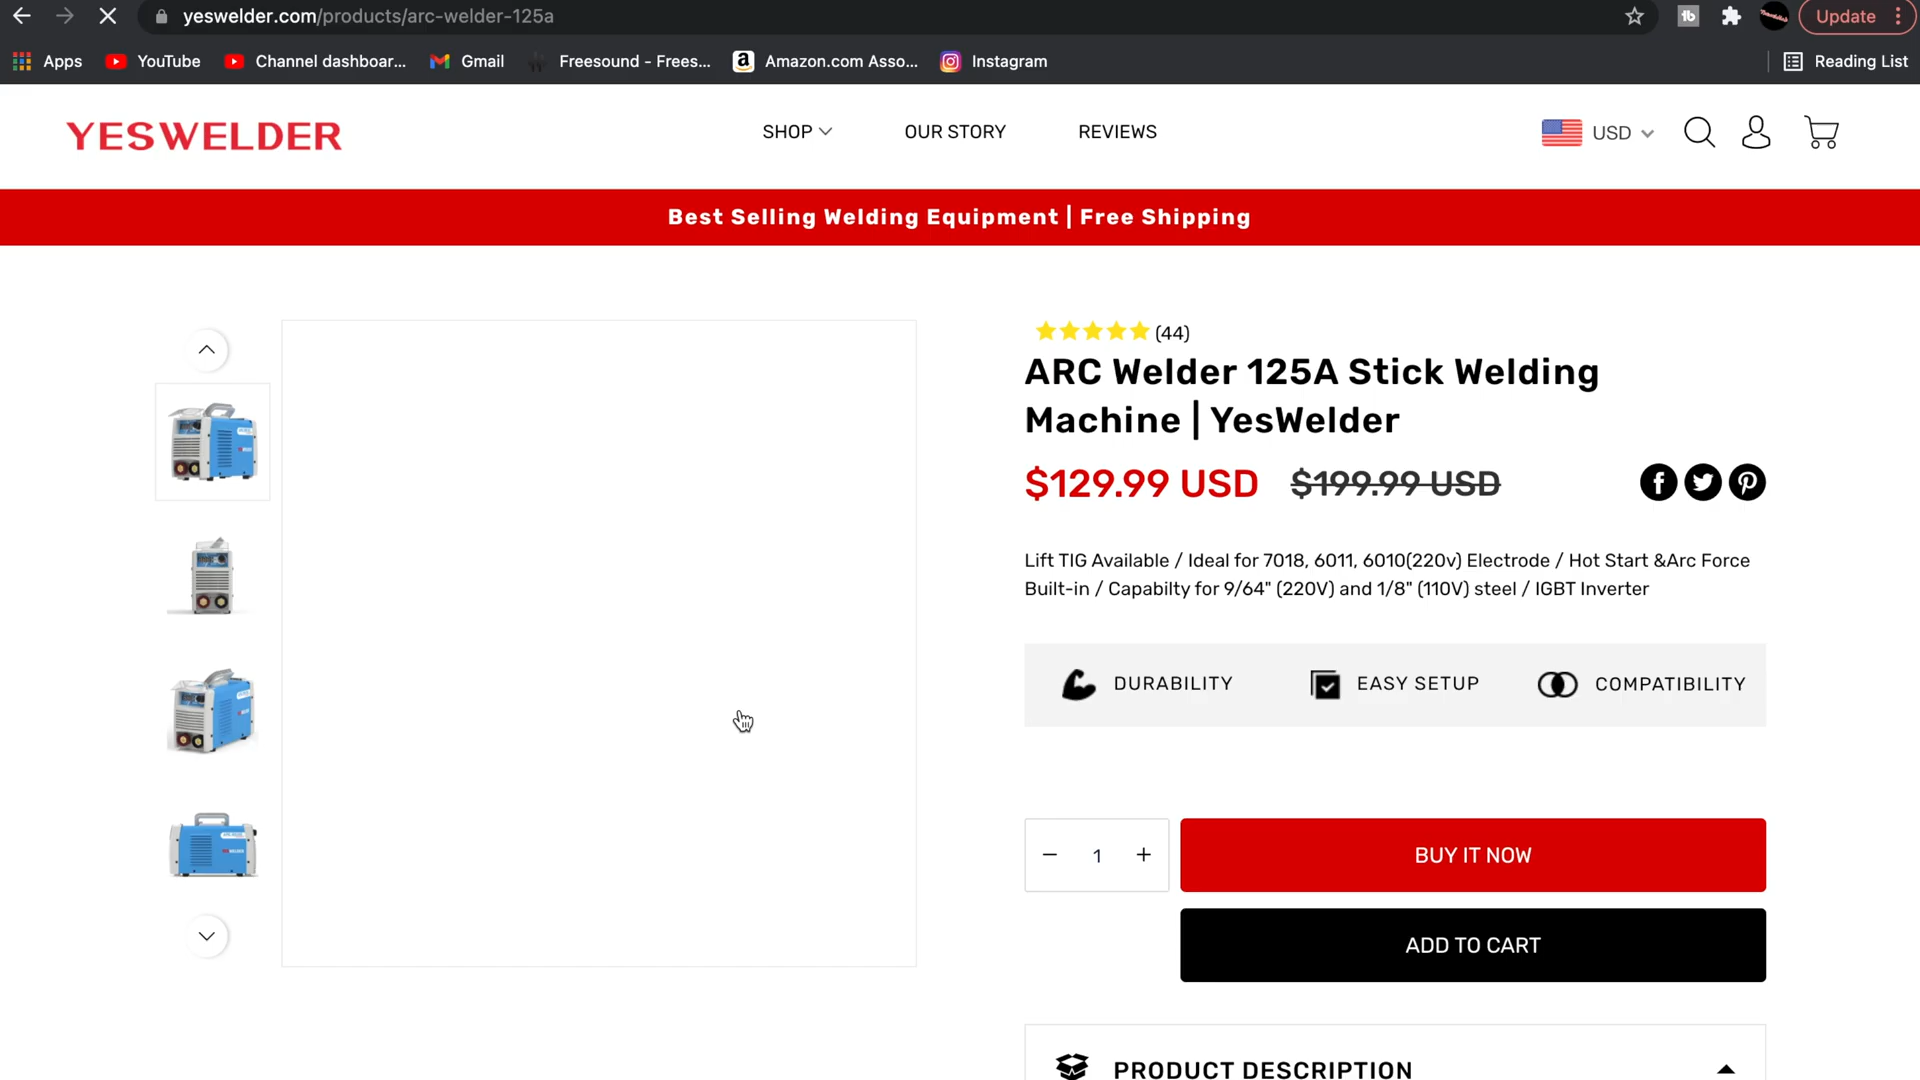 yeswelder.com/products/arc-welder-125a
Update
Apps YouTube Channel dashboar... Gmail Freesound - Frees... Amazon.com Asso... Instagram Reading List
YESWELDER
SHOP OUR STORY REVIEWS USD
Best Selling Welding Equipment | Free Shipping
(44)
ARC Welder 125A Stick Welding
Machine | YesWelder
$129.99 USD $199.99 USD
Lift TIG Available / Ideal for 7018, 6011, 6010(220v) Electrode / Hot Start &Arc Force
Built-in / Capabilty for 9/64" (220V) and 1/8" (110V) steel / IGBT Inverter
DURABILITY EASY SETUP COMPATIBILITY
1 BUY IT NOW
ADD TO CART
PRODUCT DESCRIPTION